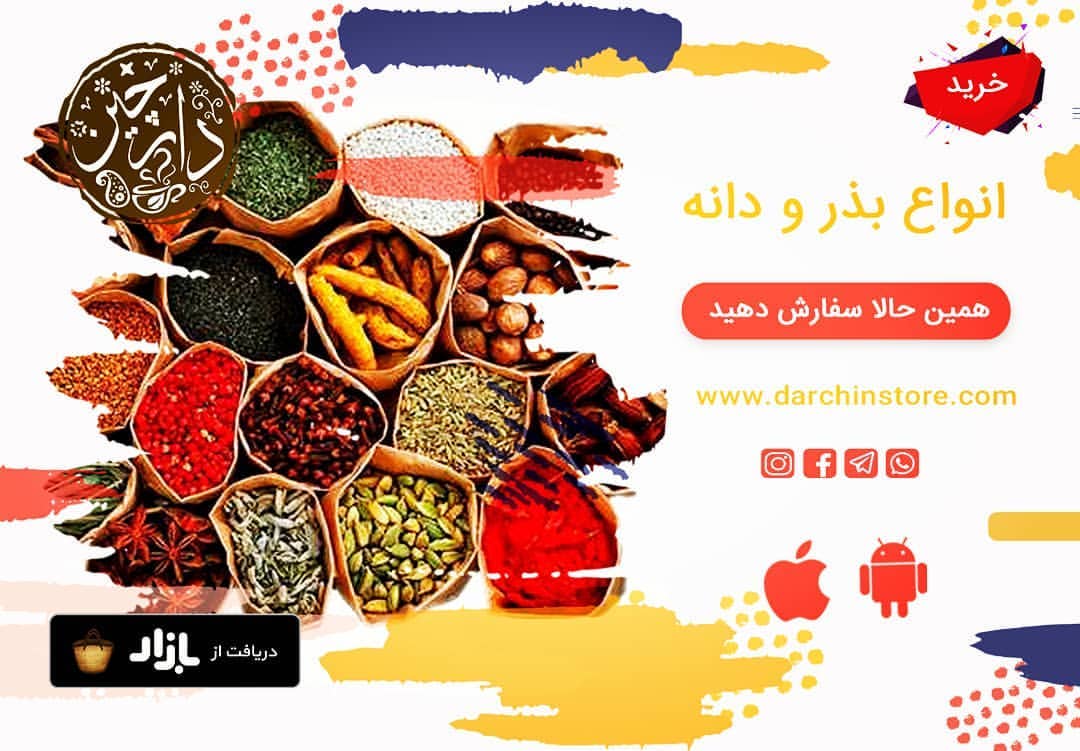 دارچین
خرید
انواع بذر و دانه
همین حالا سفارش دهید
www.darchinstore.com
دریافت از بازار